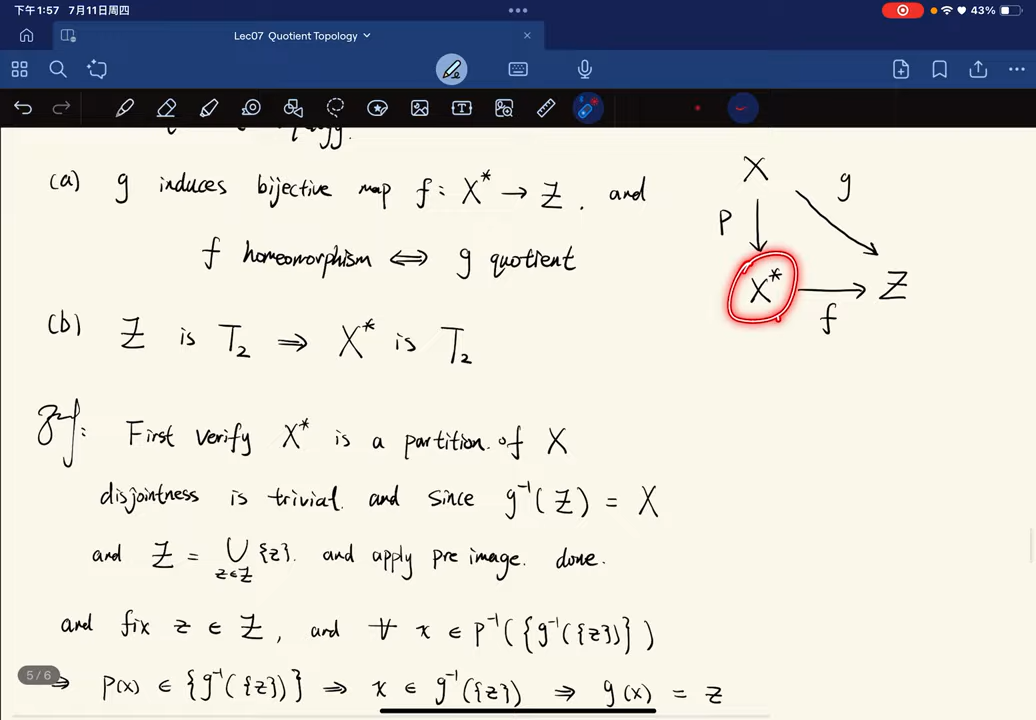 下午1:57 7月11日周四
43%
Lec07 Quotient Topology
(a) g induces bijective map f: X* → Z, and
f homeomorphism ⟺ g quotient
(b) Z is T₂ ⇒ X* is T₂
X
p
g
X*
f
Z
First verify X* is a partition of X
disjointness is trivial. and since g⁻¹(Z) = X
and Z = ∪_{z∈Z} {z}. and apply pre image. done.
and fix z ∈ Z, and ∀ x ∈ p⁻¹({g⁻¹({z})})
⇒ p(x) ∈ {g⁻¹({z})} ⇒ x ∈ g⁻¹({z}) ⇒ g(x) = z
5/6